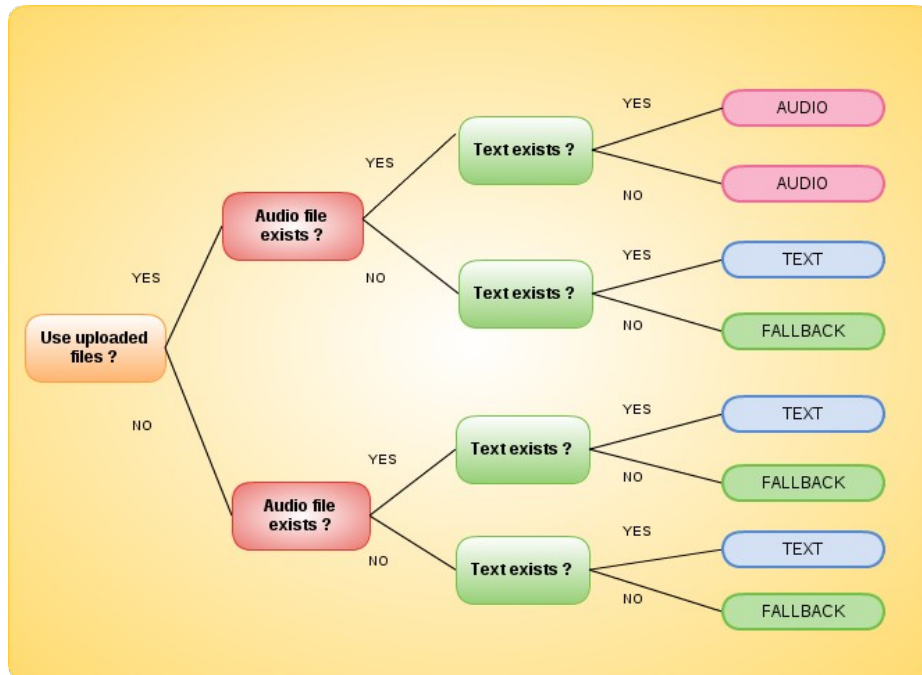 YES
AUDIO
Text exists ?
YES
AUDIO
NO
Audio file
exists ?
YES
TEXT
NO
Text exists ?
YES
NO
FALLBACK
Use uploaded
files ?
YES
TEXT
NO
Text exists ?
YES
NO
FALLBACK
Audio file
exists ?
YES
TEXT
NO
Text exists ?
NO
FALLBACK